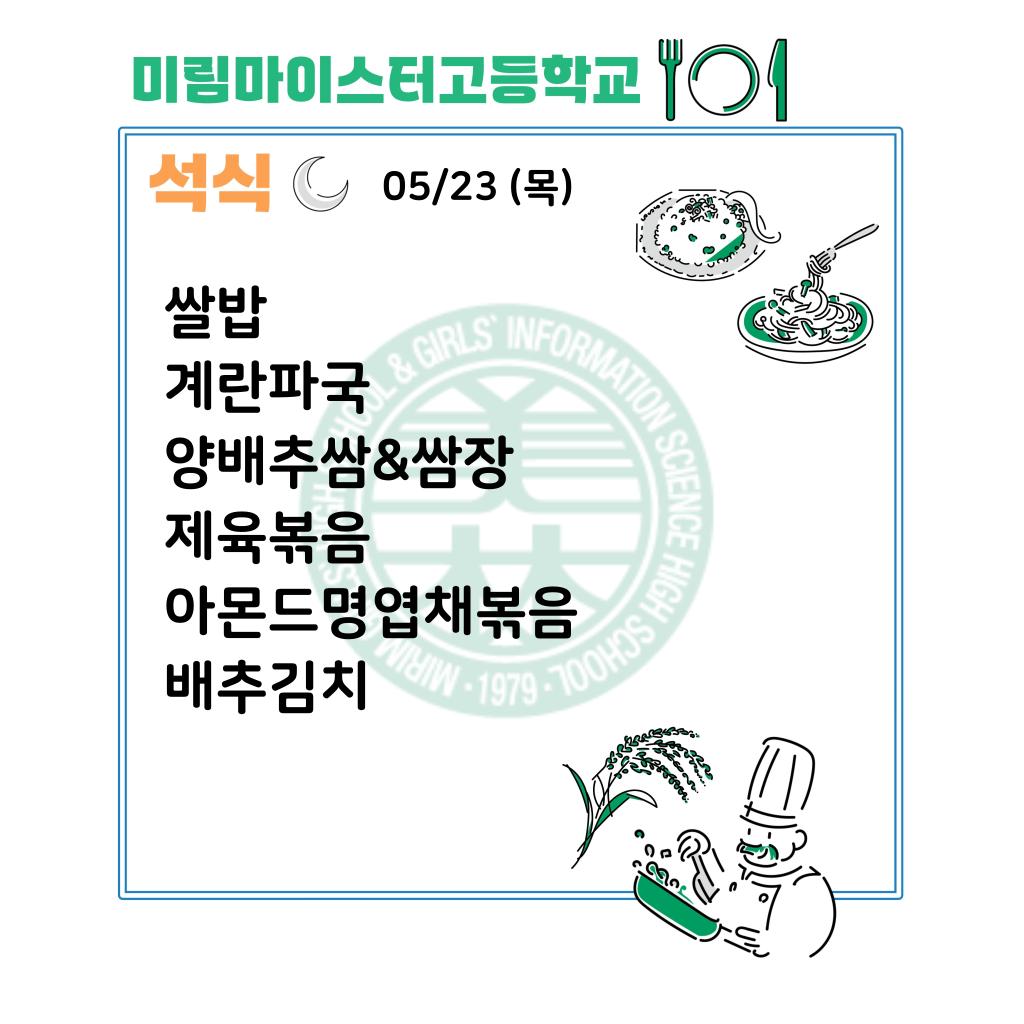 미림마이스터고등학교
석식 05/23 (목)
쌀밥
계란파국
양배추쌈&쌈장
제육볶음
아몬드명엽채볶음
배추김치
& GIRLS' INFORMATION SCIENCE HIGH SCHOOL
MIRIM · 1979 ·